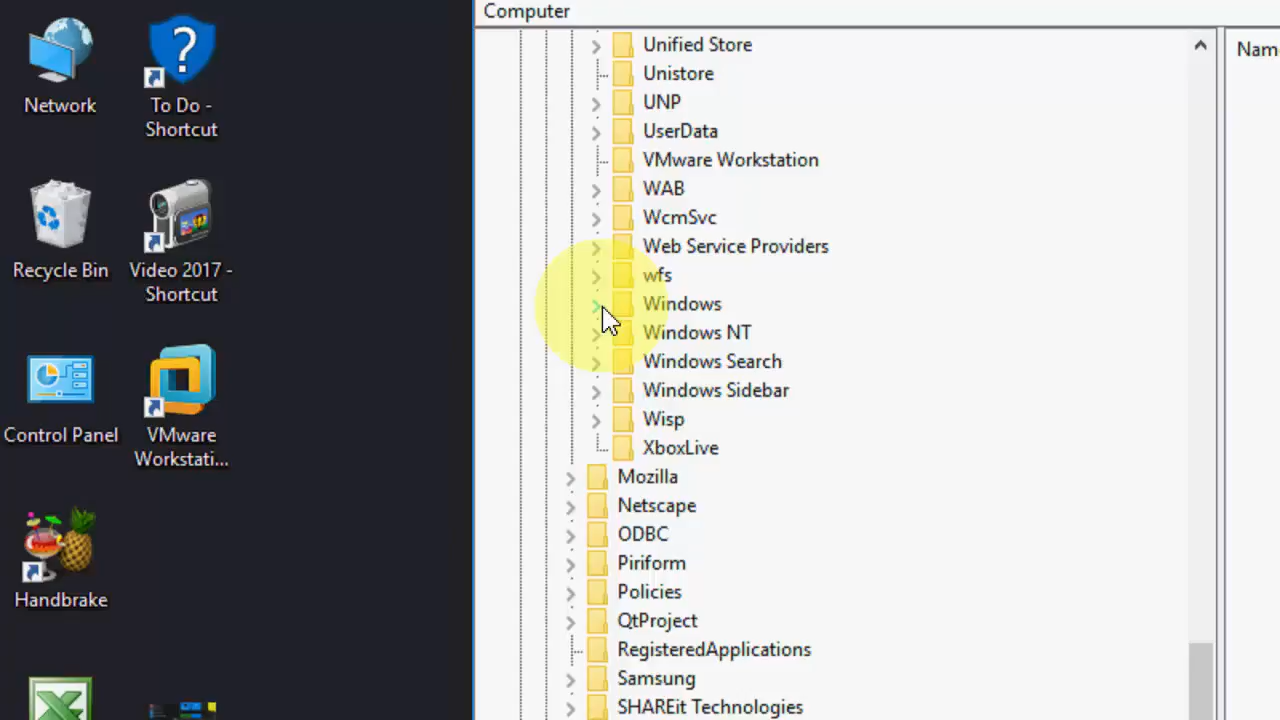 Network
To Do -
Shortcut
Recycle Bin
Video 2017 -
Shortcut
Control Panel
VMware
Workstati...
Handbrake
Computer
Unified Store
Unistore
UNP
UserData
VMware Workstation
WAB
WcmSvc
Web Service Providers
wfs
Windows
Windows NT
Windows Search
Windows Sidebar
Wisp
XboxLive
Mozilla
Netscape
ODBC
Piriform
Policies
QtProject
RegisteredApplications
Samsung
SHAREit Technologies
Nam